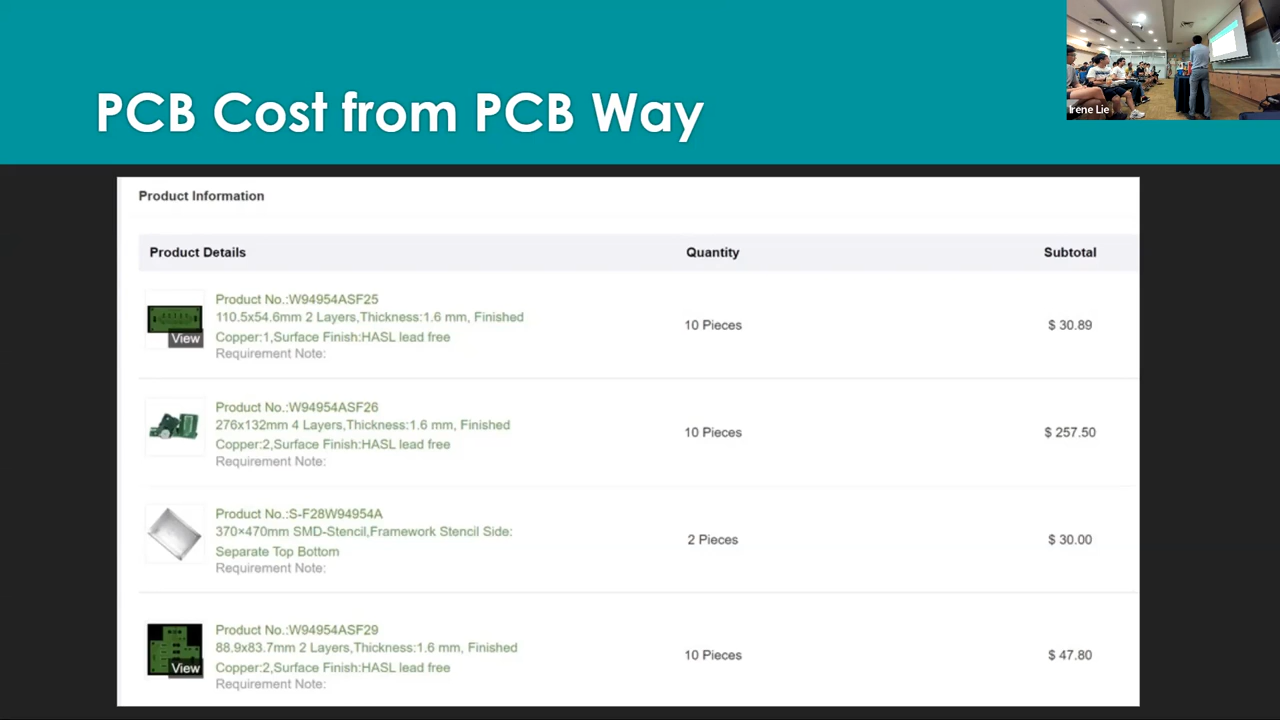 PCB Cost from PCB Way
Irene Lie
Product Information
Product Details Quantity Subtotal
Product No.:W94954ASF25
110.5x54.6mm 2 Layers,Thickness:1.6 mm, Finished
Copper:1,Surface Finish:HASL lead free
Requirement Note:
View
10 Pieces
$ 30.89
Product No.:W94954ASF26
276x132mm 4 Layers,Thickness:1.6 mm, Finished
Copper:2,Surface Finish:HASL lead free
Requirement Note:
10 Pieces
$ 257.50
Product No.:S-F28W94954A
370×470mm SMD-Stencil,Framework Stencil Side:
Separate Top Bottom
Requirement Note:
2 Pieces
$ 30.00
Product No.:W94954ASF29
88.9x83.7mm 2 Layers,Thickness:1.6 mm, Finished
Copper:2,Surface Finish:HASL lead free
Requirement Note:
View
10 Pieces
$ 47.80